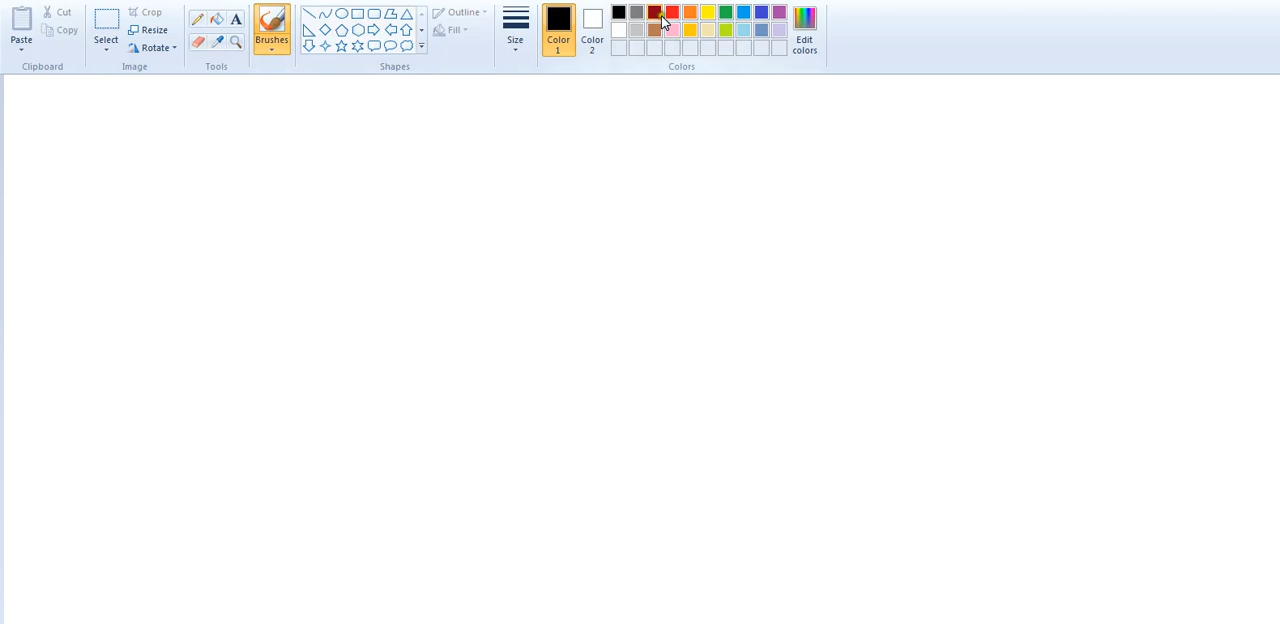 Paste
Cut
Copy
Clipboard
Select
Crop
Resize
Rotate
Image
A
Tools
Brushes
Outline
Fill
Shapes
Size
Color 1
Color 2
Edit colors
Colors